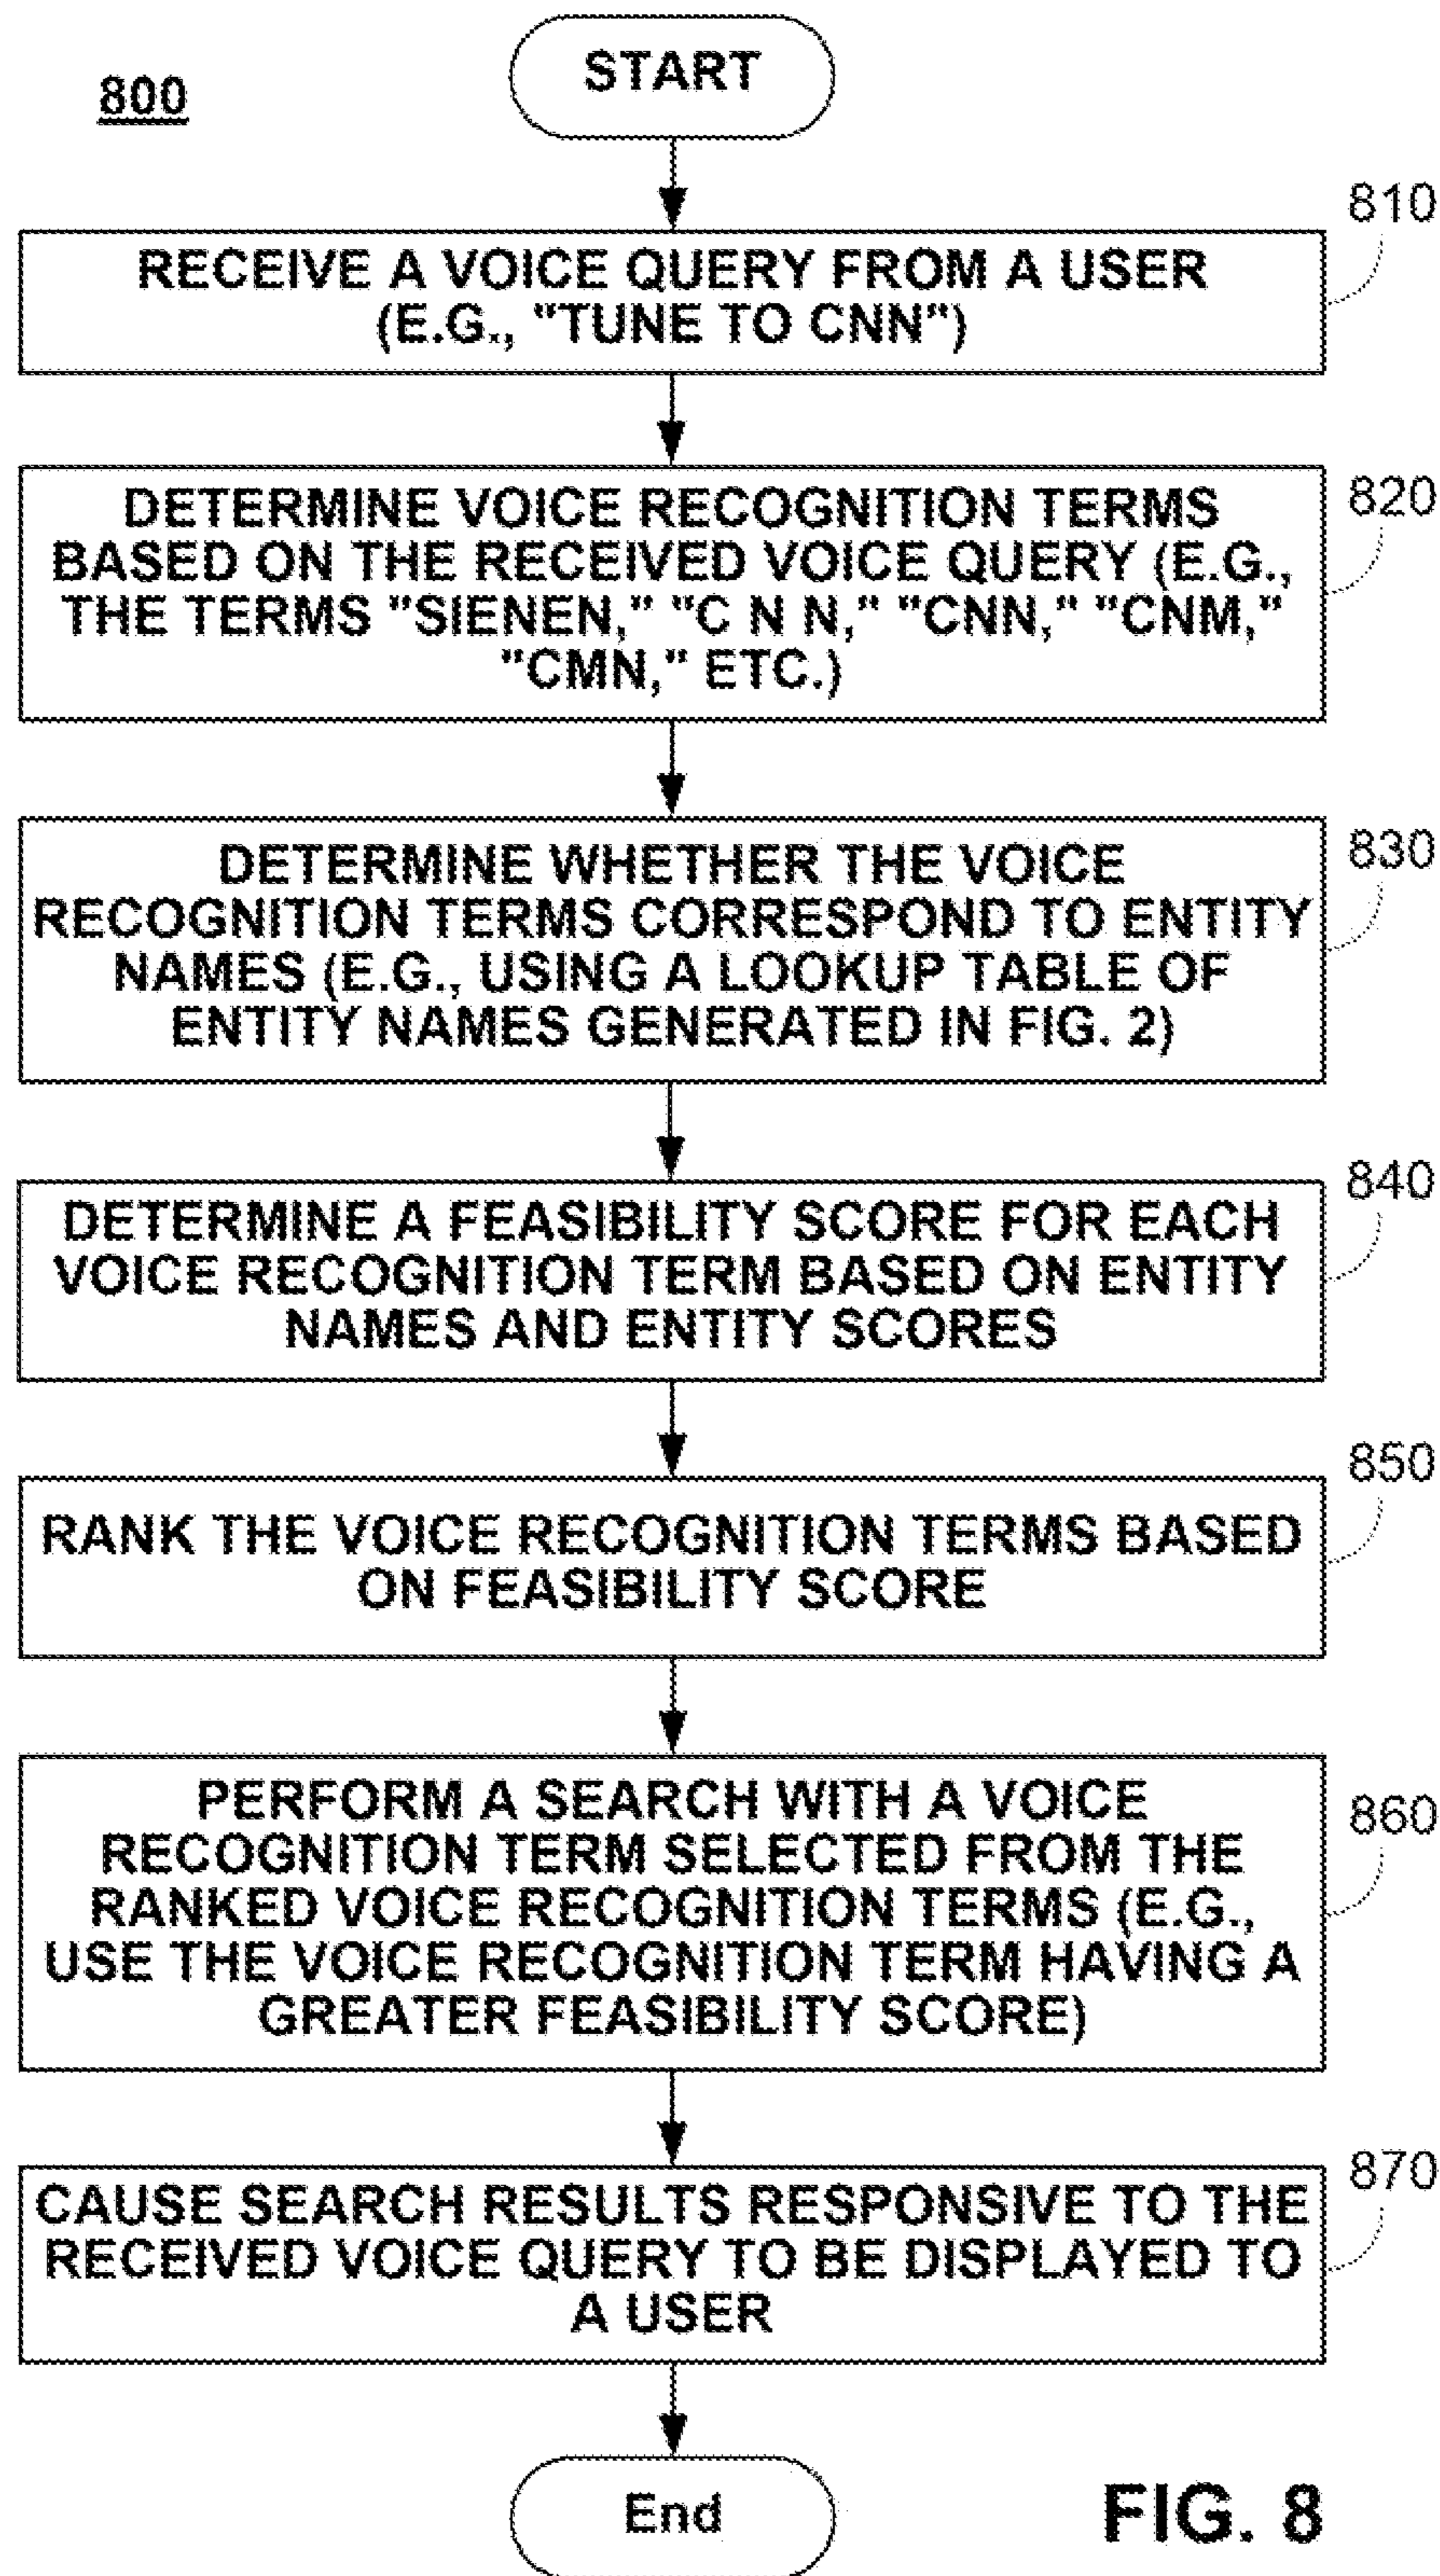 START
800
810
RECEIVE A VOICE QUERY FROM A USER
(E.G., "TUNE TO CNN")
820
DETERMINE VOICE RECOGNITION TERMS
BASED ON THE RECEIVED VOICE QUERY (E.G.,
THE TERMS "SIENEN," "C N N," "CNN," "CNM,"
"CMN," ETC.)
830
DETERMINE WHETHER THE VOICE
RECOGNITION TERMS CORRESPOND TO ENTITY
NAMES (E.G., USING A LOOKUP TABLE OF
ENTITY NAMES GENERATED IN FIG. 2)
840
DETERMINE A FEASIBILITY SCORE FOR EACH
VOICE RECOGNITION TERM BASED ON ENTITY
NAMES AND ENTITY SCORES
850
RANK THE VOICE RECOGNITION TERMS BASED
ON FEASIBILITY SCORE
860
PERFORM A SEARCH WITH A VOICE
RECOGNITION TERM SELECTED FROM THE
RANKED VOICE RECOGNITION TERMS (E.G.,
USE THE VOICE RECOGNITION TERM HAVING A
GREATER FEASIBILITY SCORE)
870
CAUSE SEARCH RESULTS RESPONSIVE TO THE
RECEIVED VOICE QUERY TO BE DISPLAYED TO
A USER
End
FIG. 8